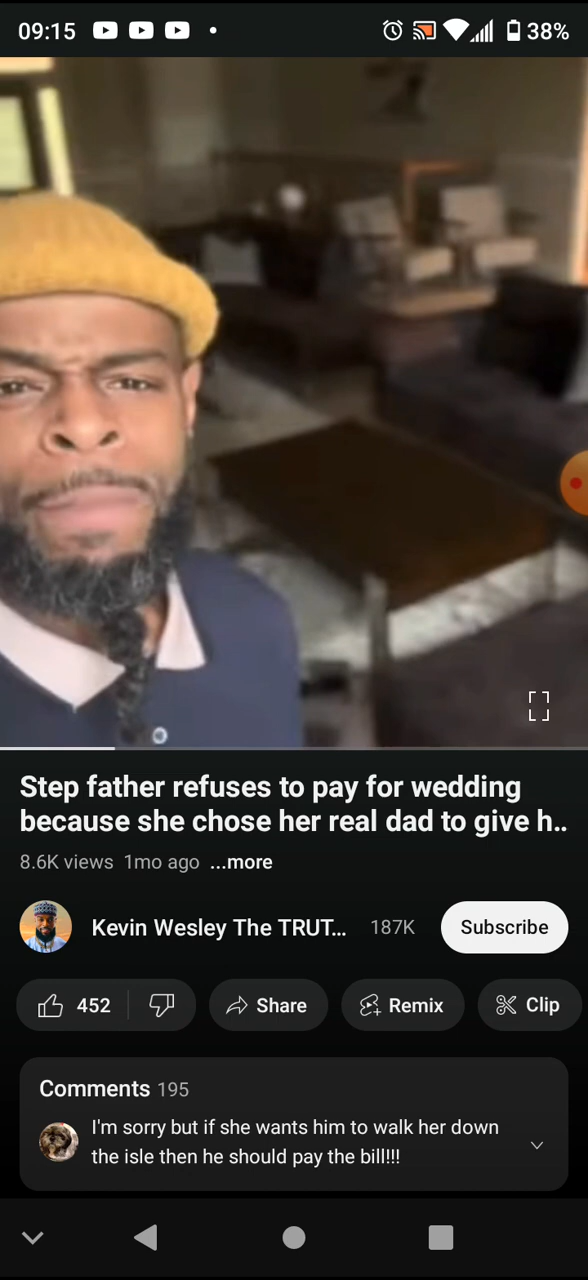 09:15
38%
Step father refuses to pay for wedding
because she chose her real dad to give h..
8.6K views 1mo ago ...more
Kevin Wesley The TRUT... 187K Subscribe
452 Share Remix Clip
Comments 195
I'm sorry but if she wants him to walk her down
the isle then he should pay the bill!!!